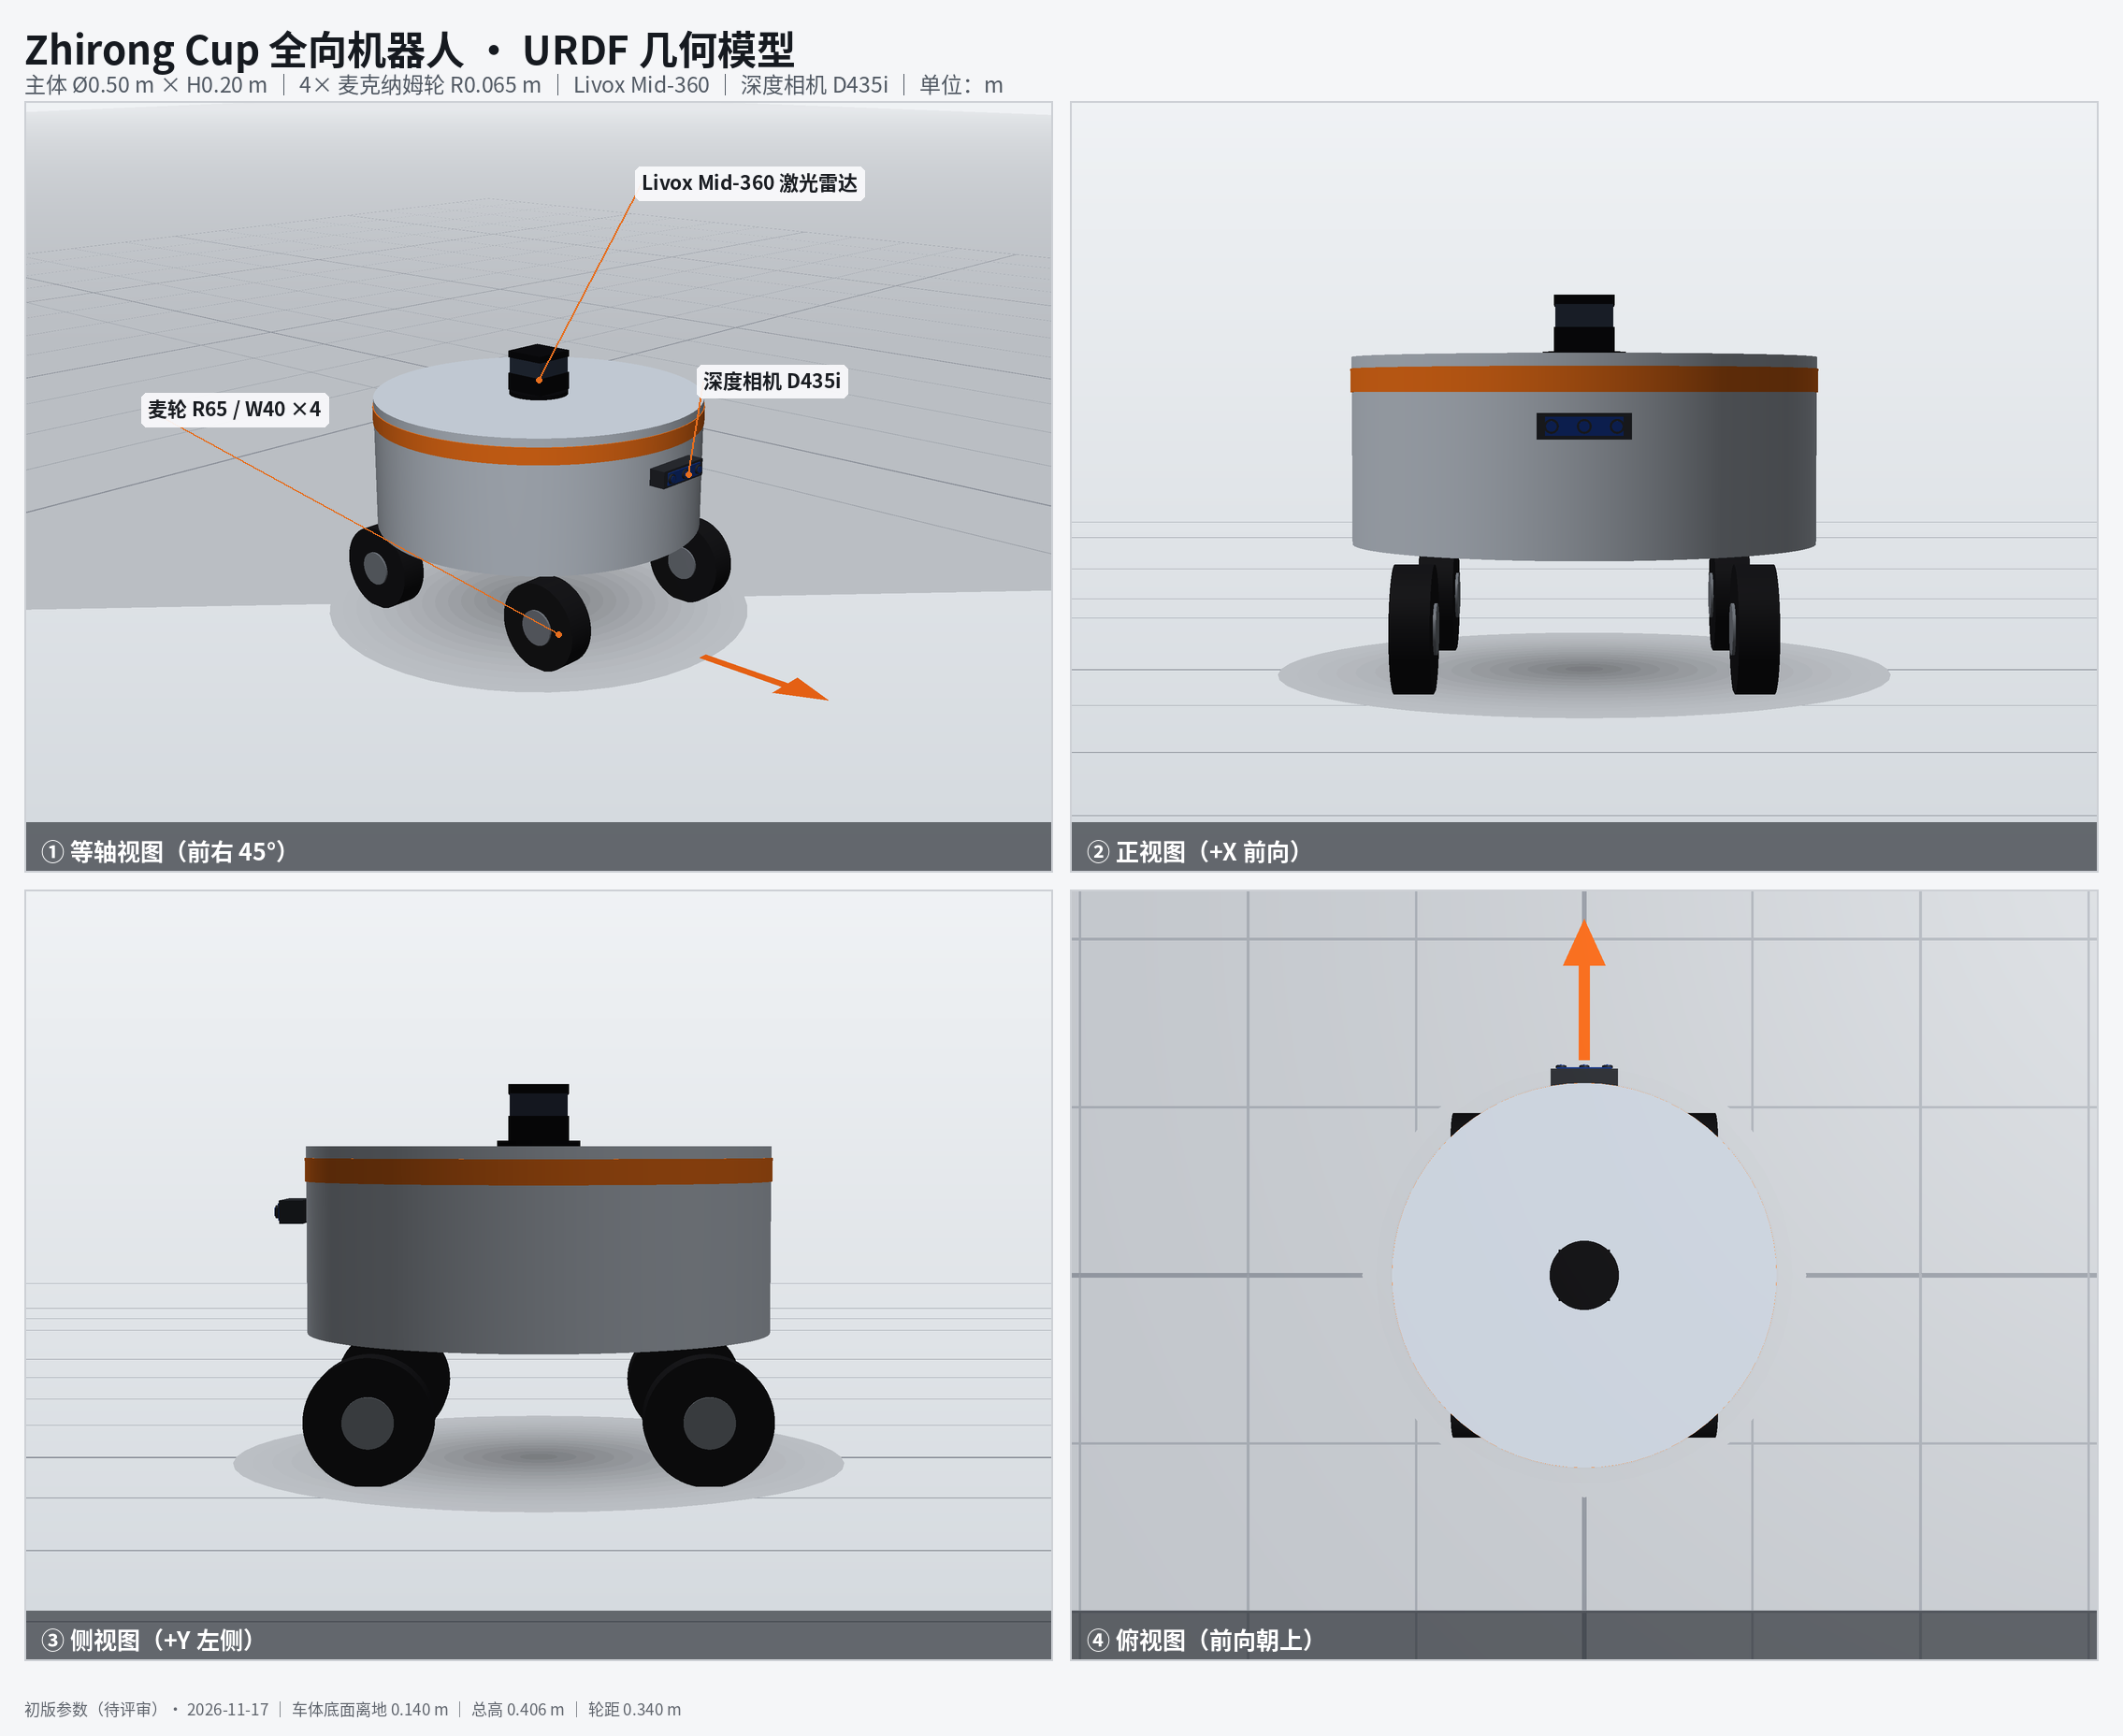 Zhirong Cup 全向机器人 · URDF 几何模型
主体 Ø0.50 m × H0.20 m ｜ 4× 麦克纳姆轮 R0.065 m ｜ Livox Mid-360 ｜ 深度相机 D435i ｜ 单位：m
Livox Mid-360 激光雷达
深度相机 D435i
麦轮 R65 / W40 ×4
① 等轴视图（前右 45°）
② 正视图（+X 前向）
③ 侧视图（+Y 左侧）
④ 俯视图（前向朝上）
初版参数（待评审）· 2026-11-17 ｜ 车体底面离地 0.140 m ｜ 总高 0.406 m ｜ 轮距 0.340 m